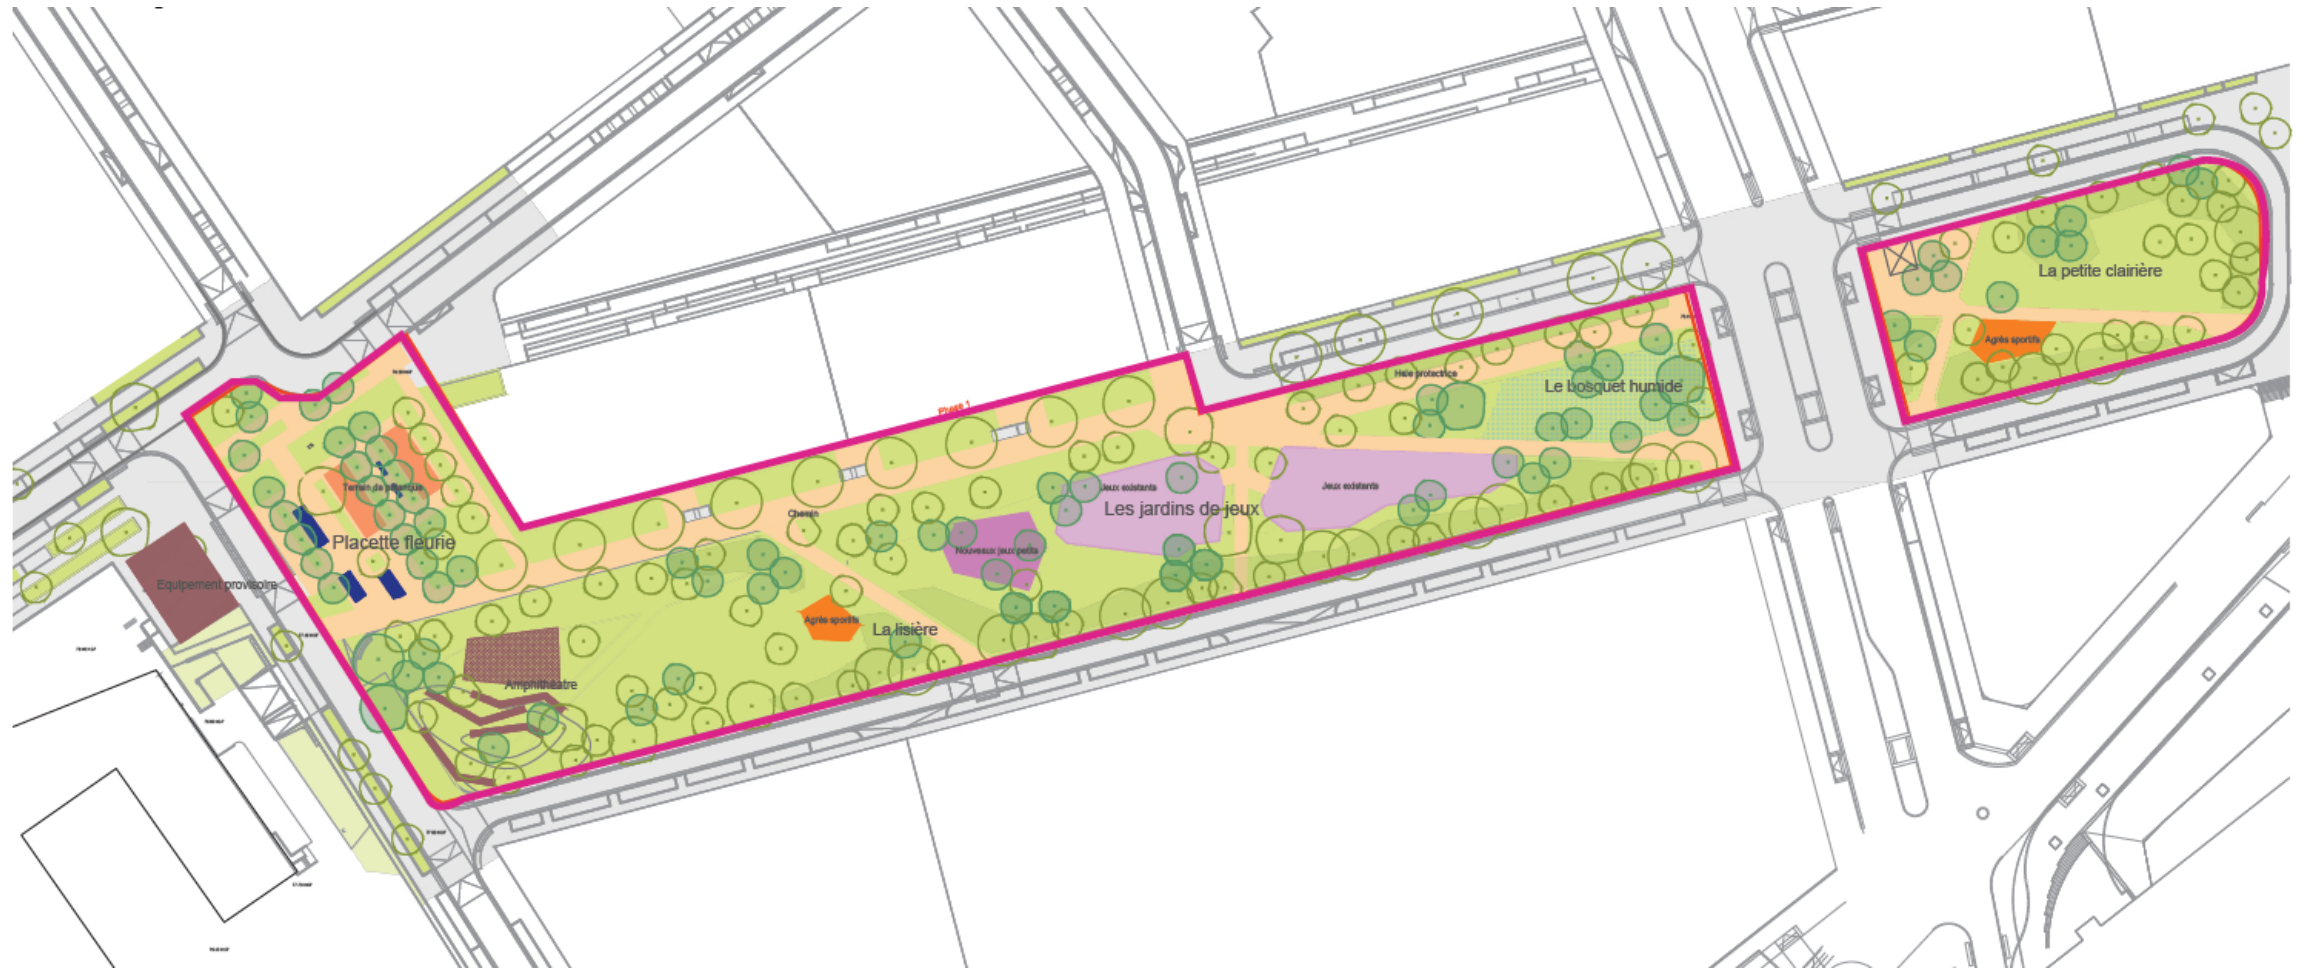 La petite clairière
Agrès sportifs
Haie protectrice
Le bosquet humide
Phase 1
Terrain de pétanque
Jeux existants
Jeux existants
Les jardins de jeux
Chemin
Placette fleurie
Nouveaux jeux petits
Equipement provisoire
Agrès sportifs
La lisière
Amphithéatre